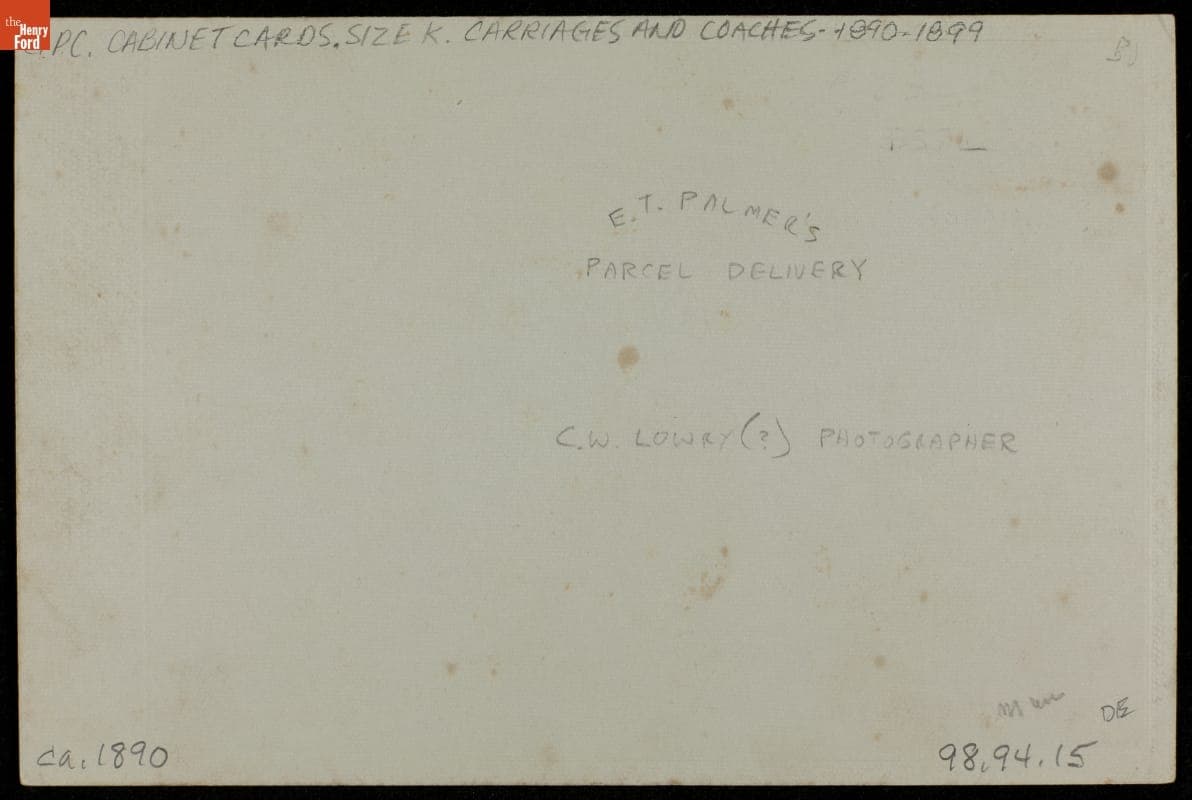 the
Henry
Ford
PC. CABINET CARDS. SIZE K. CARRIAGES AND COACHES-1890-1899
E.T. PALMER'S
PARCEL DELIVERY
C.W. LOWRY(?) PHOTOGRAPHER
DE
ca. 1890
98.94.15